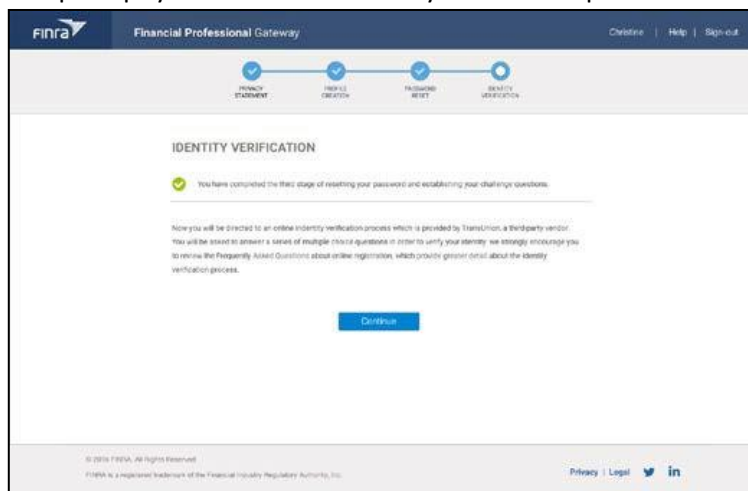 Finra
Financial Professional Gateway
Christine | Help | Sign-out
PRIVACY
STATEMENT
PROFILE
CREATION
PASSWORD
RESET
IDENTITY
VERIFICATION
IDENTITY VERIFICATION
You have completed the third stage of resetting your password and establishing your challenge questions.
Now you will be directed to an online indentity verification process which is provided by TransUnion, a third-party vendor.
You will be asked to answer a series of multiple choice questions in order to verify your identity. we strongly encourage you
to review the Frequently Asked Questions about online registration, which provide greater detail about the identity
verification process.
Continue
© 2016 FINRA. All Rights Reserved.
FINRA is a registered trademark of the Financial Industry Regulatory Authority, Inc.
Privacy | Legal
in